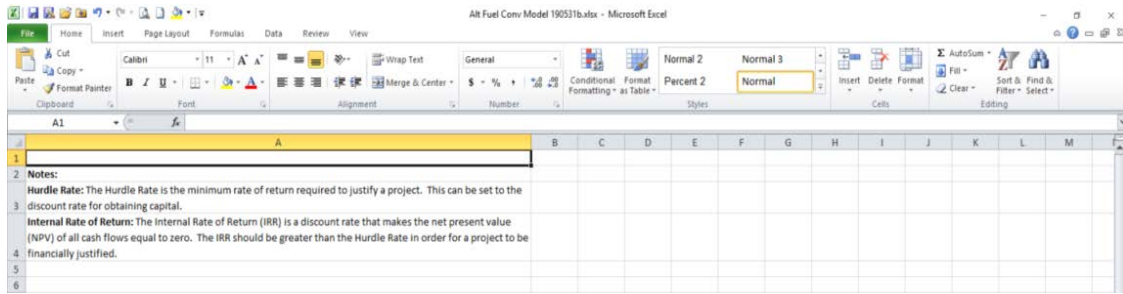 Alt Fuel Conv Model 190531b.xlsx - Microsoft Excel
File Home Insert Page Layout Formulas Data Review View
Cut Calibri 11 Wrap Text General Normal 2 Normal 3 AutoSum
Copy Fill
Paste Format Painter B I U Merge & Center $ % , Conditional Formatting Format as Table Percent 2 Normal Insert Delete Format Clear Sort & Filter Find & Select
Clipboard Font Alignment Number Styles Cells Editing
A1 fx
A B C D E F G H I J K L M
1
2 Notes:
Hurdle Rate: The Hurdle Rate is the minimum rate of return required to justify a project. This can be set to the
3 discount rate for obtaining capital.
Internal Rate of Return: The Internal Rate of Return (IRR) is a discount rate that makes the net present value
(NPV) of all cash flows equal to zero. The IRR should be greater than the Hurdle Rate in order for a project to be
4 financially justified.
5
6